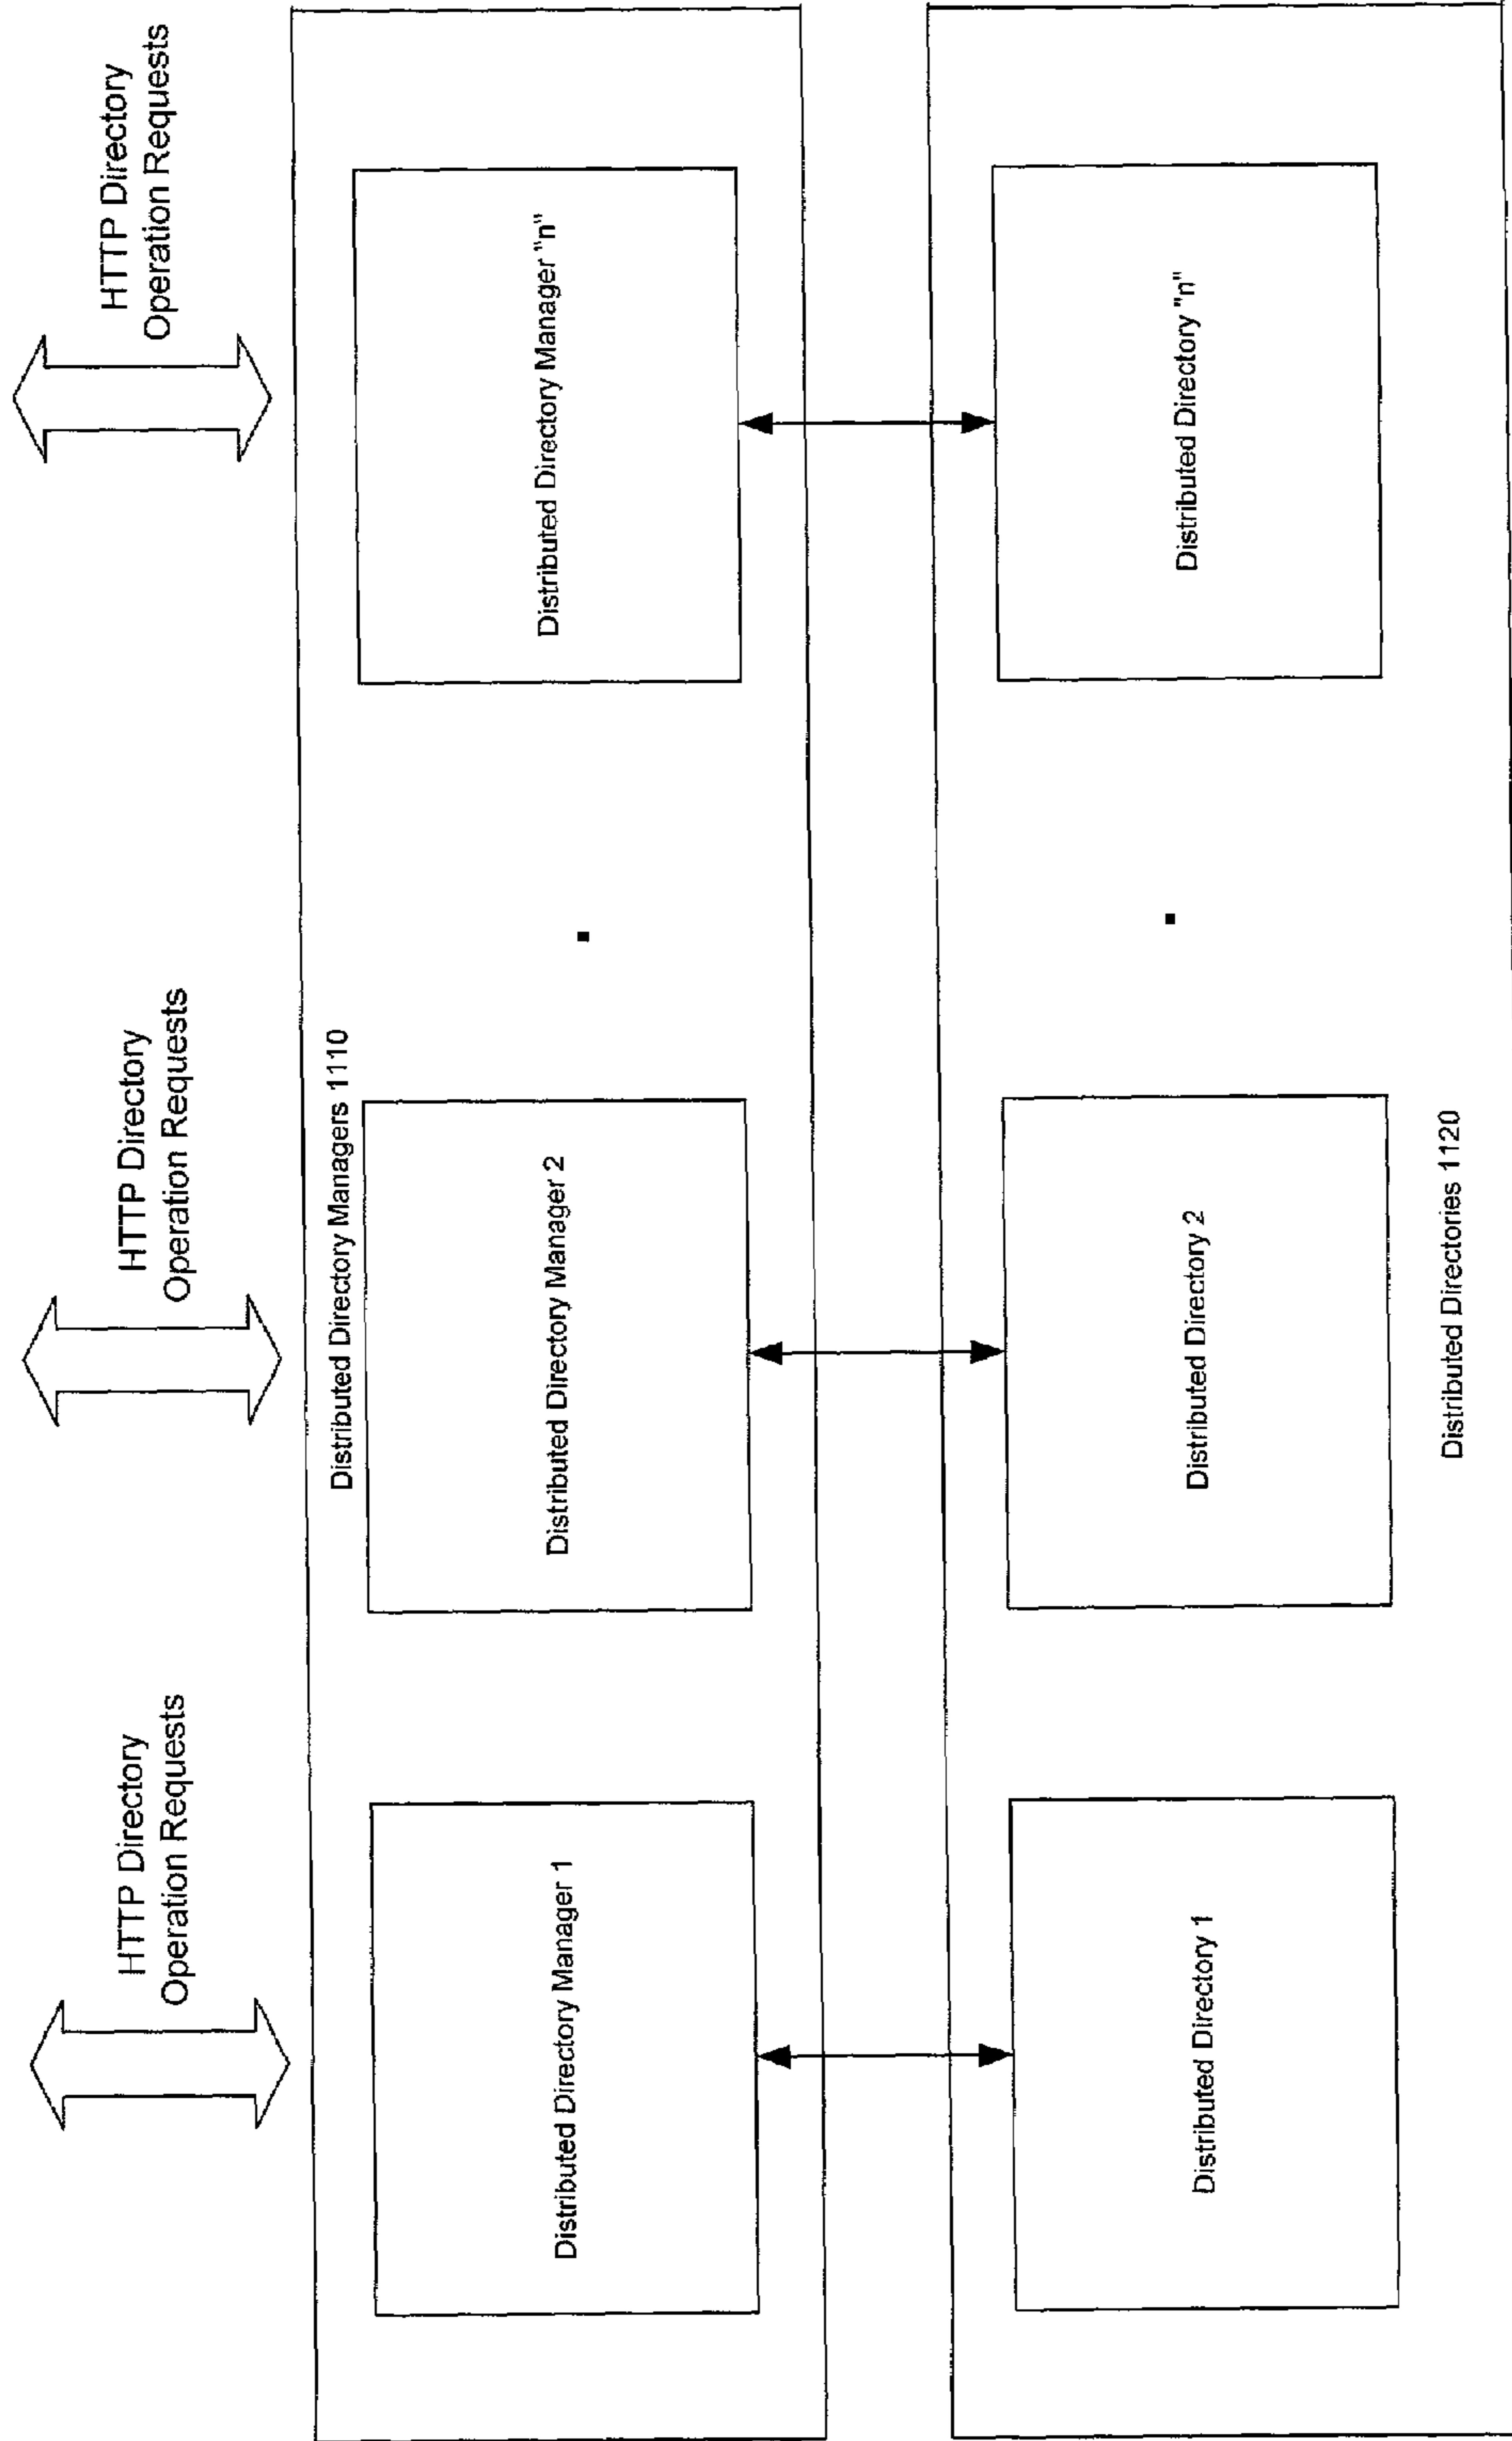 HTTP Directory
Operation Requests
HTTP Directory
Operation Requests
HTTP Directory
Operation Requests
Distributed Directory Managers 1110
Distributed Directory Manager 1
Distributed Directory Manager 2
Distributed Directory Manager "n"
Distributed Directory 1
Distributed Directory 2
Distributed Directory "n"
Distributed Directories 1120